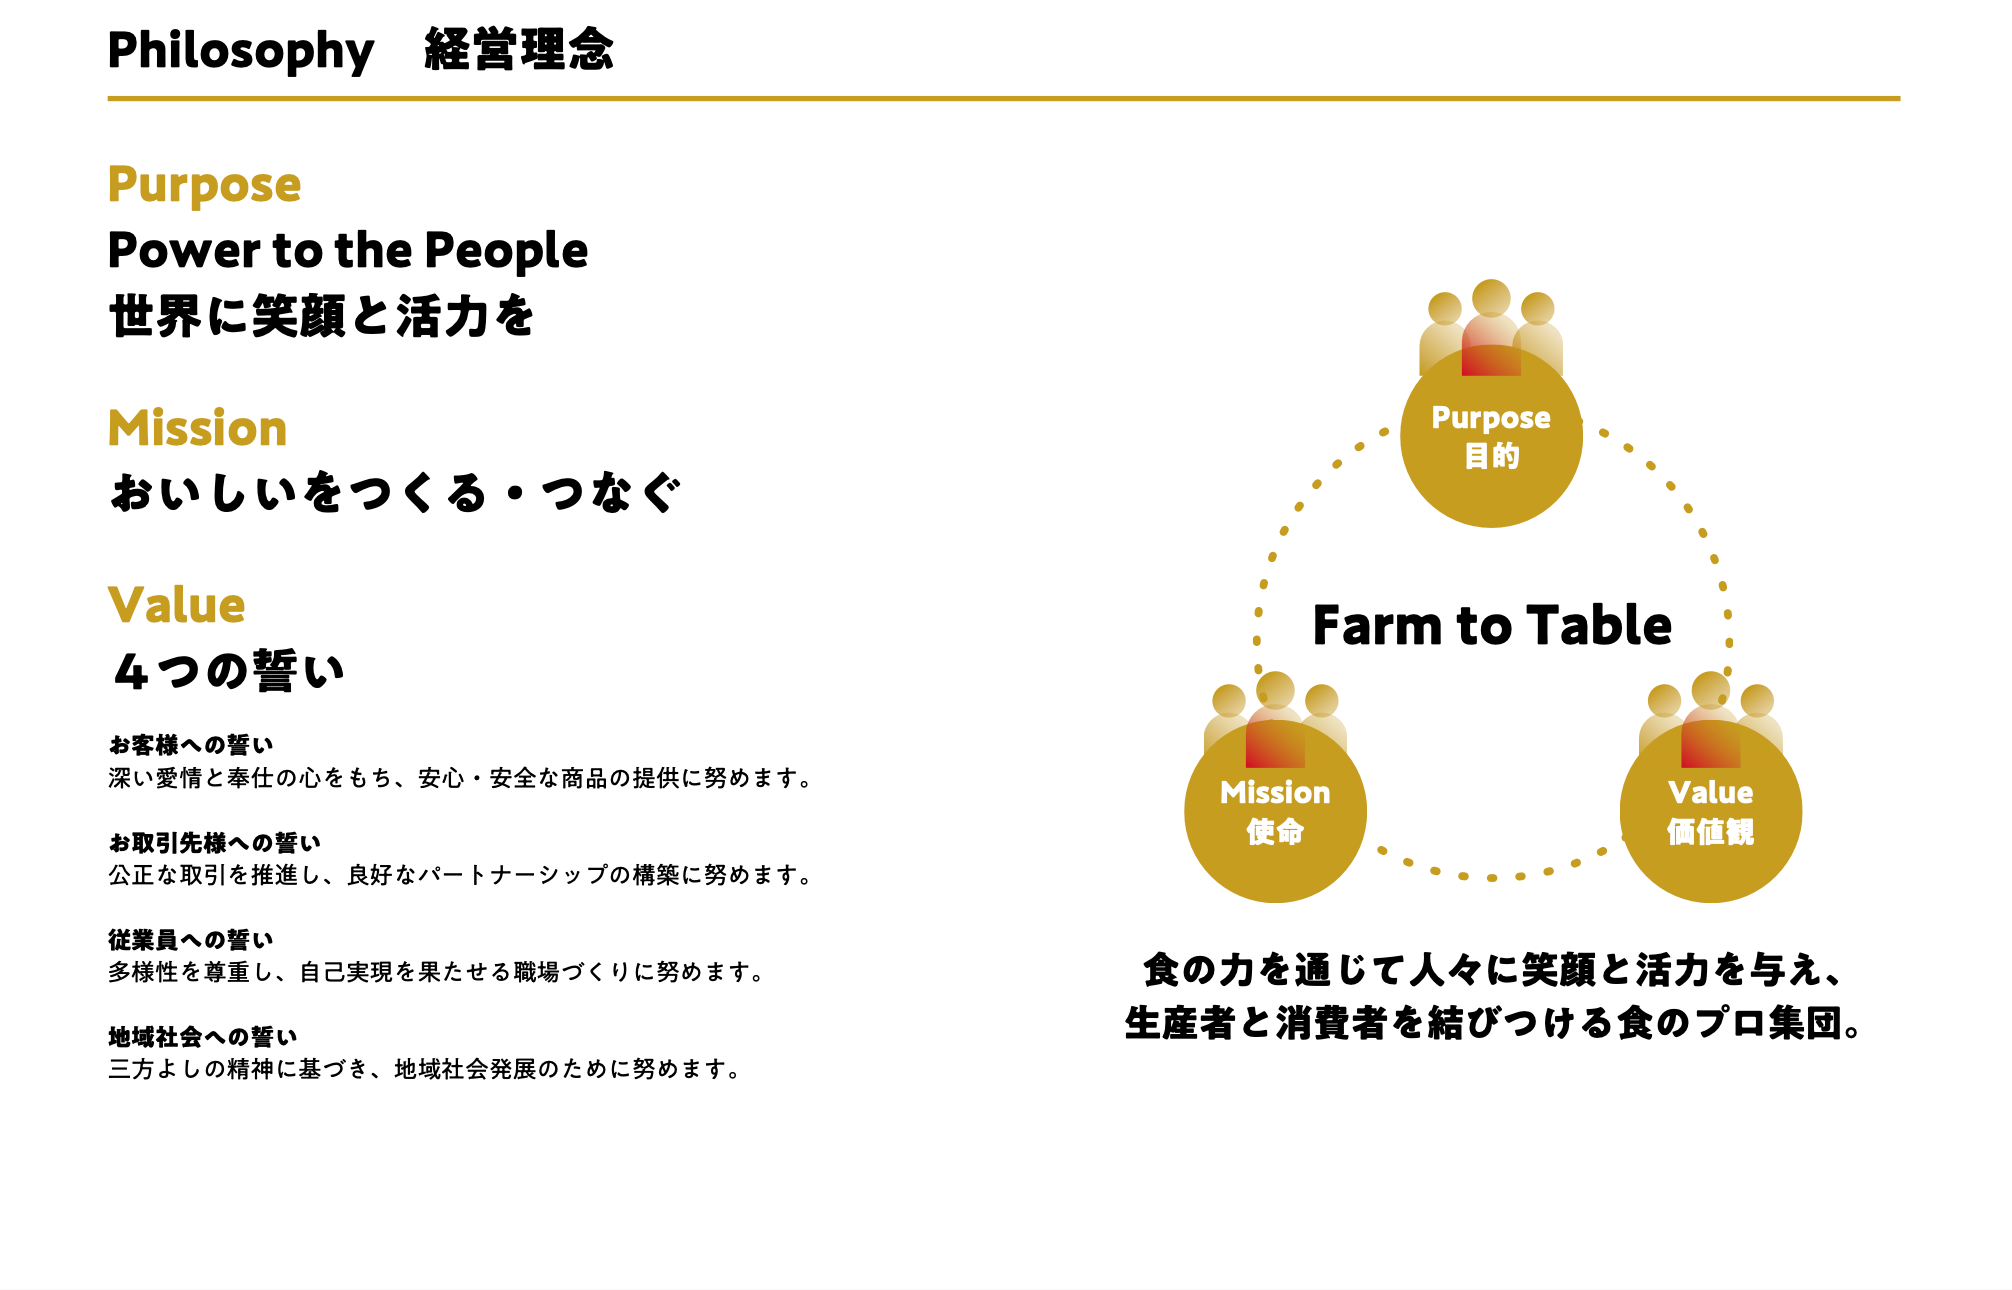 Philosophy　経営理念
Purpose
Power to the People
世界に笑顔と活力を
Mission
おいしいをつくる・つなぐ
Value
４つの誓い
お客様への誓い
深い愛情と奉仕の心をもち、安心・安全な商品の提供に努めます。
お取引先様への誓い
公正な取引を推進し、良好なパートナーシップの構築に努めます。
従業員への誓い
多様性を尊重し、自己実現を果たせる職場づくりに努めます。
地域社会への誓い
三方よしの精神に基づき、地域社会発展のために努めます。
Purpose
目的
Farm to Table
Mission
使命
Value
価値観
食の力を通じて人々に笑顔と活力を与え、
生産者と消費者を結びつける食のプロ集団。